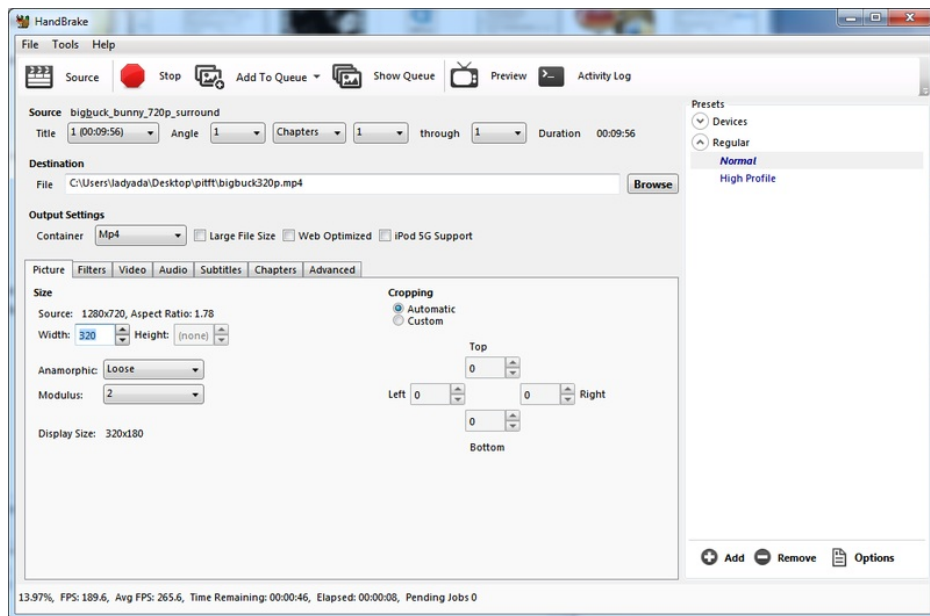 HandBrake
File Tools Help
Source Stop Add To Queue Show Queue Preview Activity Log
Source bigbuck_bunny_720p_surround
Title 1 (00:09:56) Angle 1 Chapters 1 through 1 Duration 00:09:56
Destination
File C:\Users\ladyada\Desktop\pitft\bigbuck320p.mp4 Browse
Output Settings
Container Mp4 Large File Size Web Optimized iPod 5G Support
Picture Filters Video Audio Subtitles Chapters Advanced
Size
Source: 1280x720, Aspect Ratio: 1.78
Width: 320 Height: (none)
Anamorphic: Loose
Modulus: 2
Display Size: 320x180
Cropping
Automatic
Custom
Top
0
Left 0 0 Right
0
Bottom
Presets
Devices
Regular
Normal
High Profile
Add Remove Options
13.97%, FPS: 189.6, Avg FPS: 265.6, Time Remaining: 00:00:46, Elapsed: 00:00:08, Pending Jobs 0